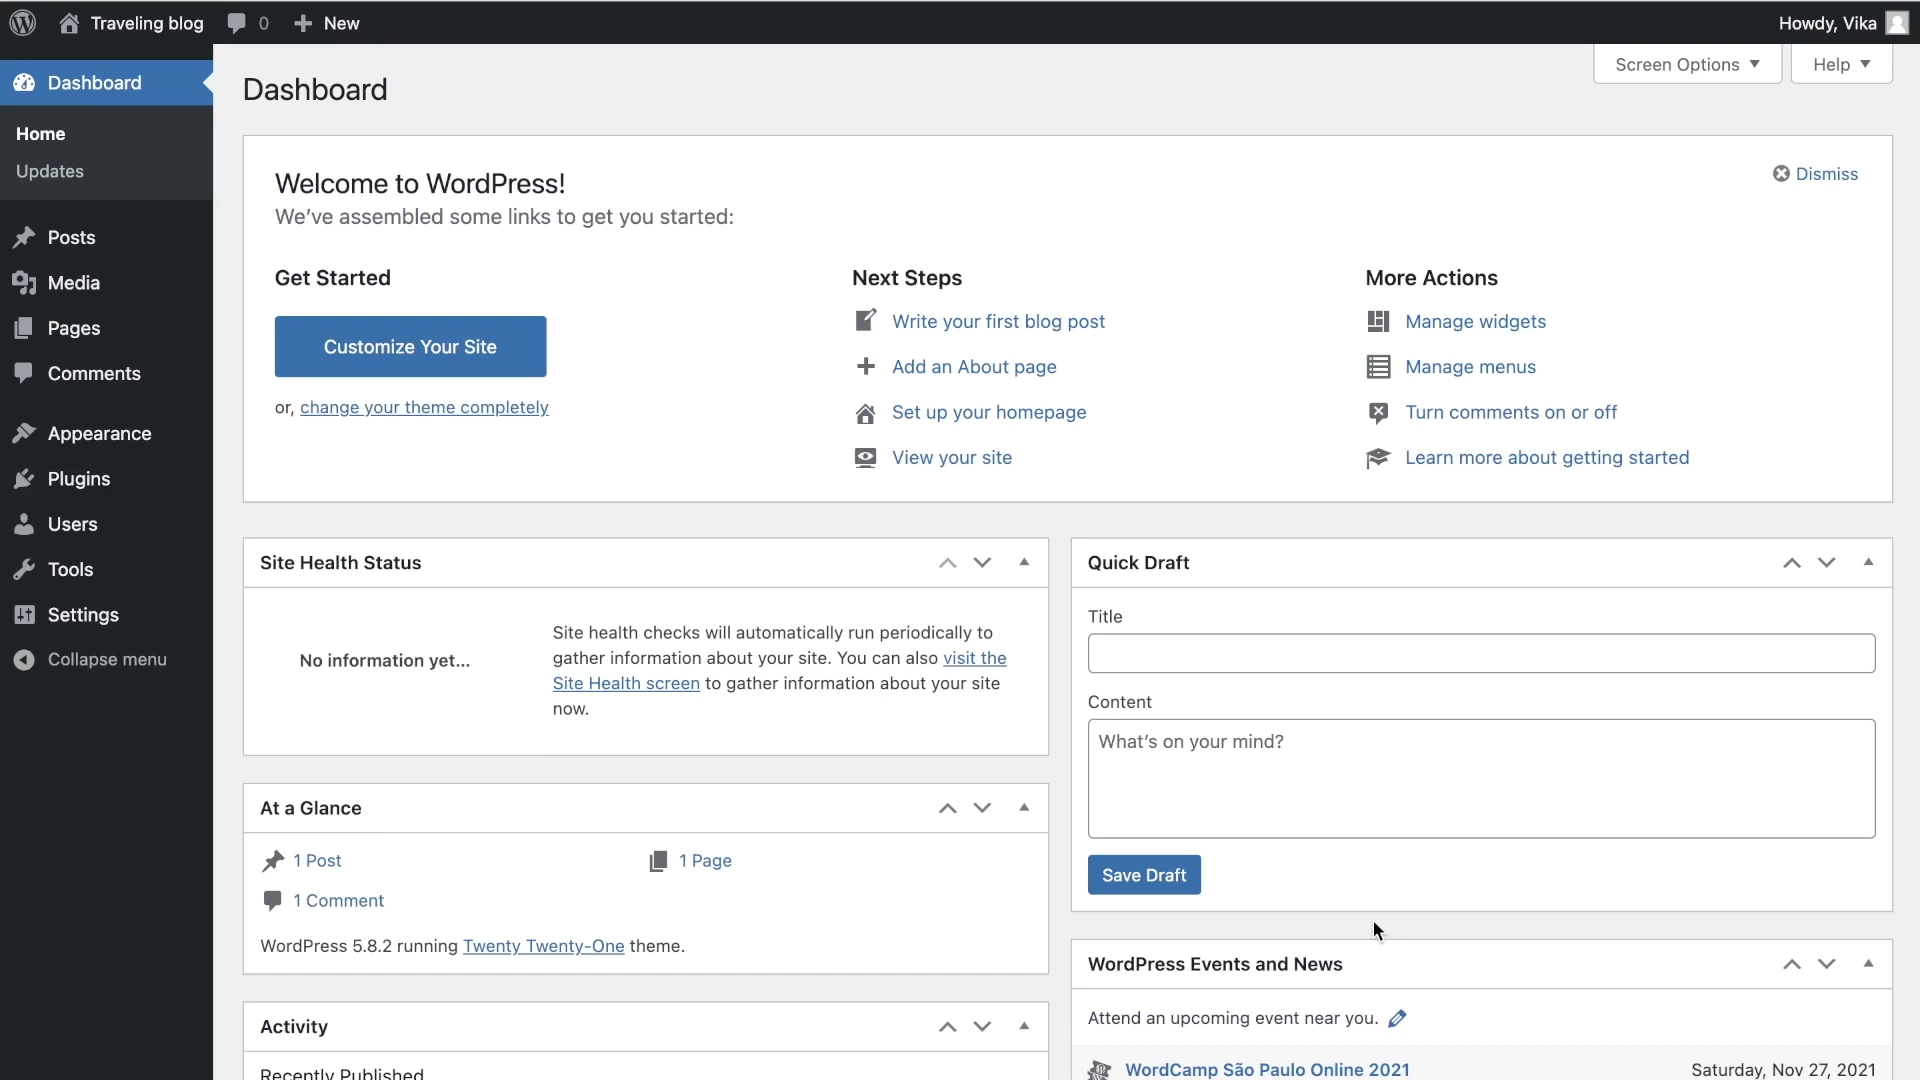 Traveling blog
0
New
Howdy, Vika
Dashboard
Home
Updates
Posts
Media
Pages
Comments
Appearance
Plugins
Users
Tools
Settings
Collapse menu
Screen Options
Help
Dashboard
Welcome to WordPress!
We've assembled some links to get you started:
Dismiss
Get Started
Customize Your Site
or, change your theme completely
Next Steps
Write your first blog post
Add an About page
Set up your homepage
View your site
More Actions
Manage widgets
Manage menus
Turn comments on or off
Learn more about getting started
Site Health Status
No information yet...
Site health checks will automatically run periodically to
gather information about your site. You can also visit the
Site Health screen to gather information about your site
now.
At a Glance
1 Post
1 Page
1 Comment
WordPress 5.8.2 running Twenty Twenty-One theme.
Activity
Recently Published
Quick Draft
Title
Content
What's on your mind?
Save Draft
WordPress Events and News
Attend an upcoming event near you.
WordCamp São Paulo Online 2021
Saturday, Nov 27, 2021